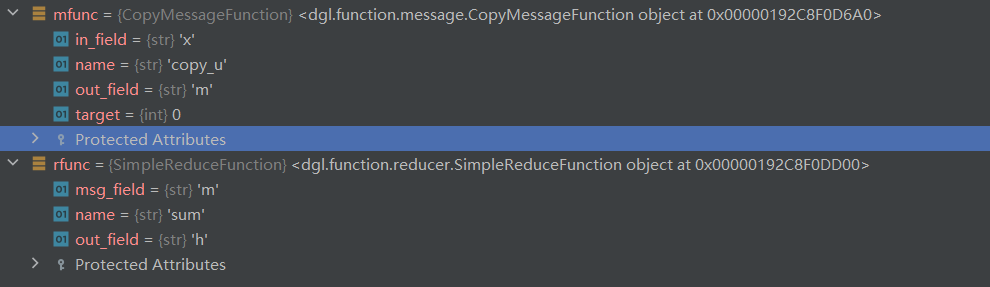 mfunc = {CopyMessageFunction} <dgl.function.message.CopyMessageFunction object at 0x00000192C8F0D6A0>
01 in_field = {str} 'x'
01 name = {str} 'copy_u'
01 out_field = {str} 'm'
01 target = {int} 0
Protected Attributes
rfunc = {SimpleReduceFunction} <dgl.function.reducer.SimpleReduceFunction object at 0x00000192C8F0DD00>
01 msg_field = {str} 'm'
01 name = {str} 'sum'
01 out_field = {str} 'h'
Protected Attributes